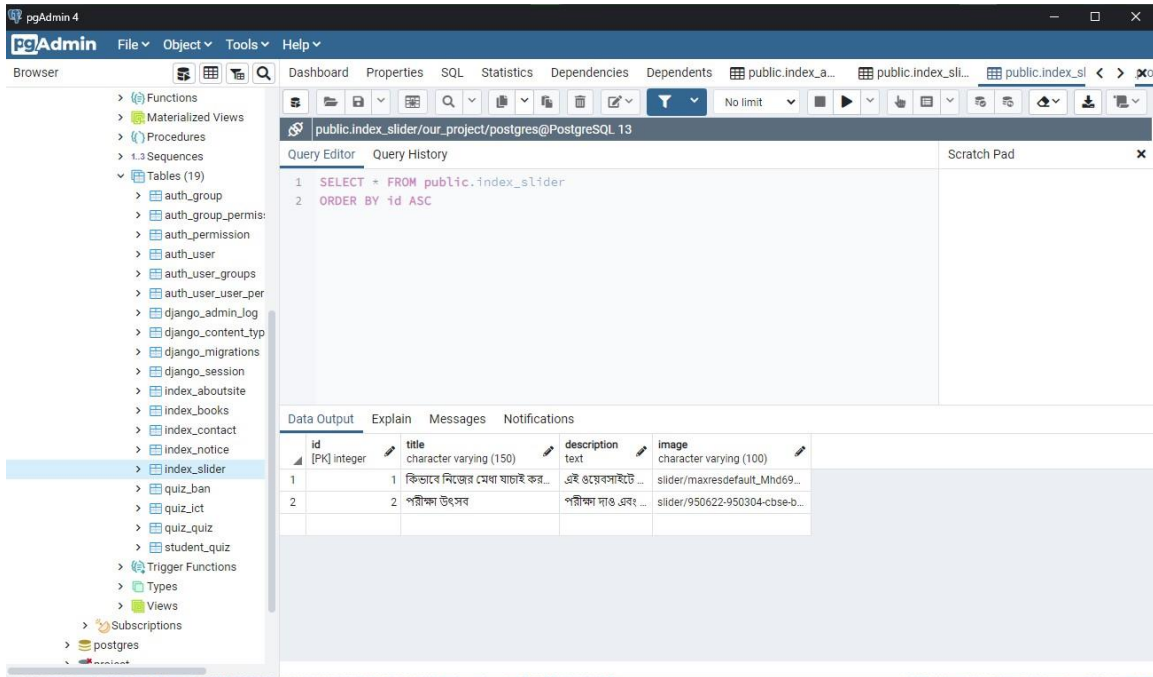 pgAdmin 4
pgAdmin File Object Tools Help
Browser
Dashboard Properties SQL Statistics Dependencies Dependents public.index_a... public.index_sli... public.index_sl
No limit
public.index_slider/our_project/postgres@PostgreSQL 13
Query Editor Query History
Scratch Pad
1 SELECT * FROM public.index_slider
2 ORDER BY id ASC
Functions
Materialized Views
Procedures
1..3 Sequences
Tables (19)
auth_group
auth_group_permis
auth_permission
auth_user
auth_user_groups
auth_user_user_per
django_admin_log
django_content_typ
django_migrations
django_session
index_aboutsite
index_books
index_contact
index_notice
index_slider
quiz_ban
quiz_ict
quiz_quiz
student_quiz
Trigger Functions
Types
Views
Subscriptions
postgres
Data Output Explain Messages Notifications
id title description image
[PK] integer character varying (150) text character varying (100)
1 1 কিভাবে নিজের মেধা যাচাই কর... এই ওয়েবসাইটে ... slider/maxresdefault_Mhd69...
2 2 পরীক্ষা উৎসব পরীক্ষা দাও এবং ... slider/950622-950304-cbse-b...